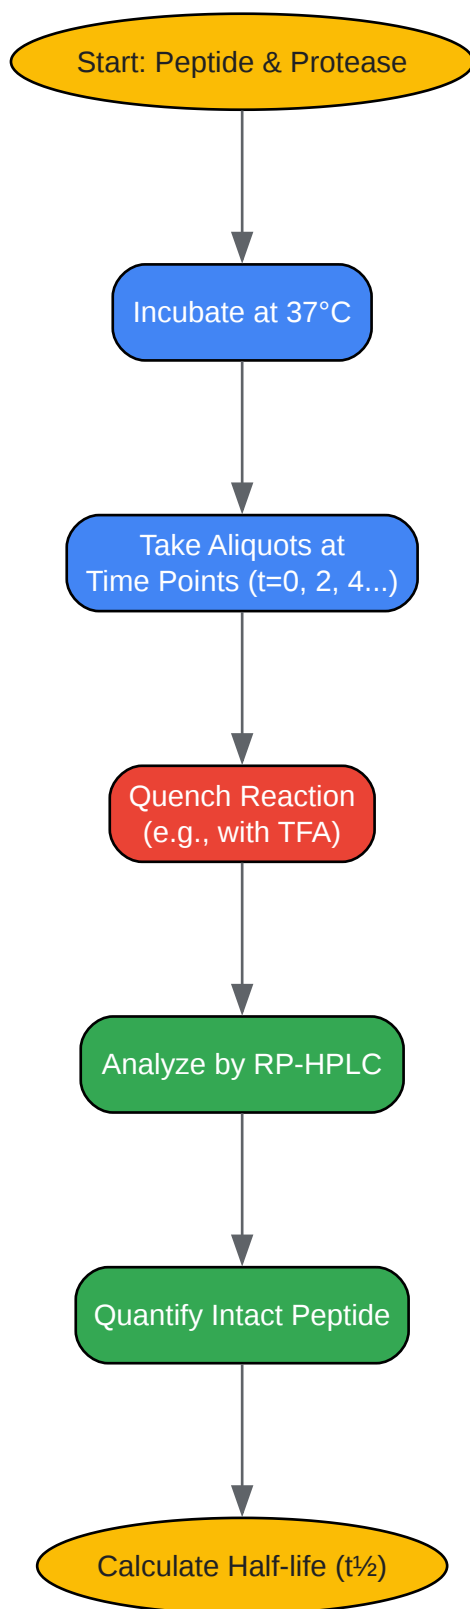 Start: Peptide & Protease
Incubate at 37°C
Take Aliquots at
Time Points (t=0, 2, 4...)
Quench Reaction
(e.g., with TFA)
Analyze by RP-HPLC
Quantify Intact Peptide
Calculate Half-life (t½)